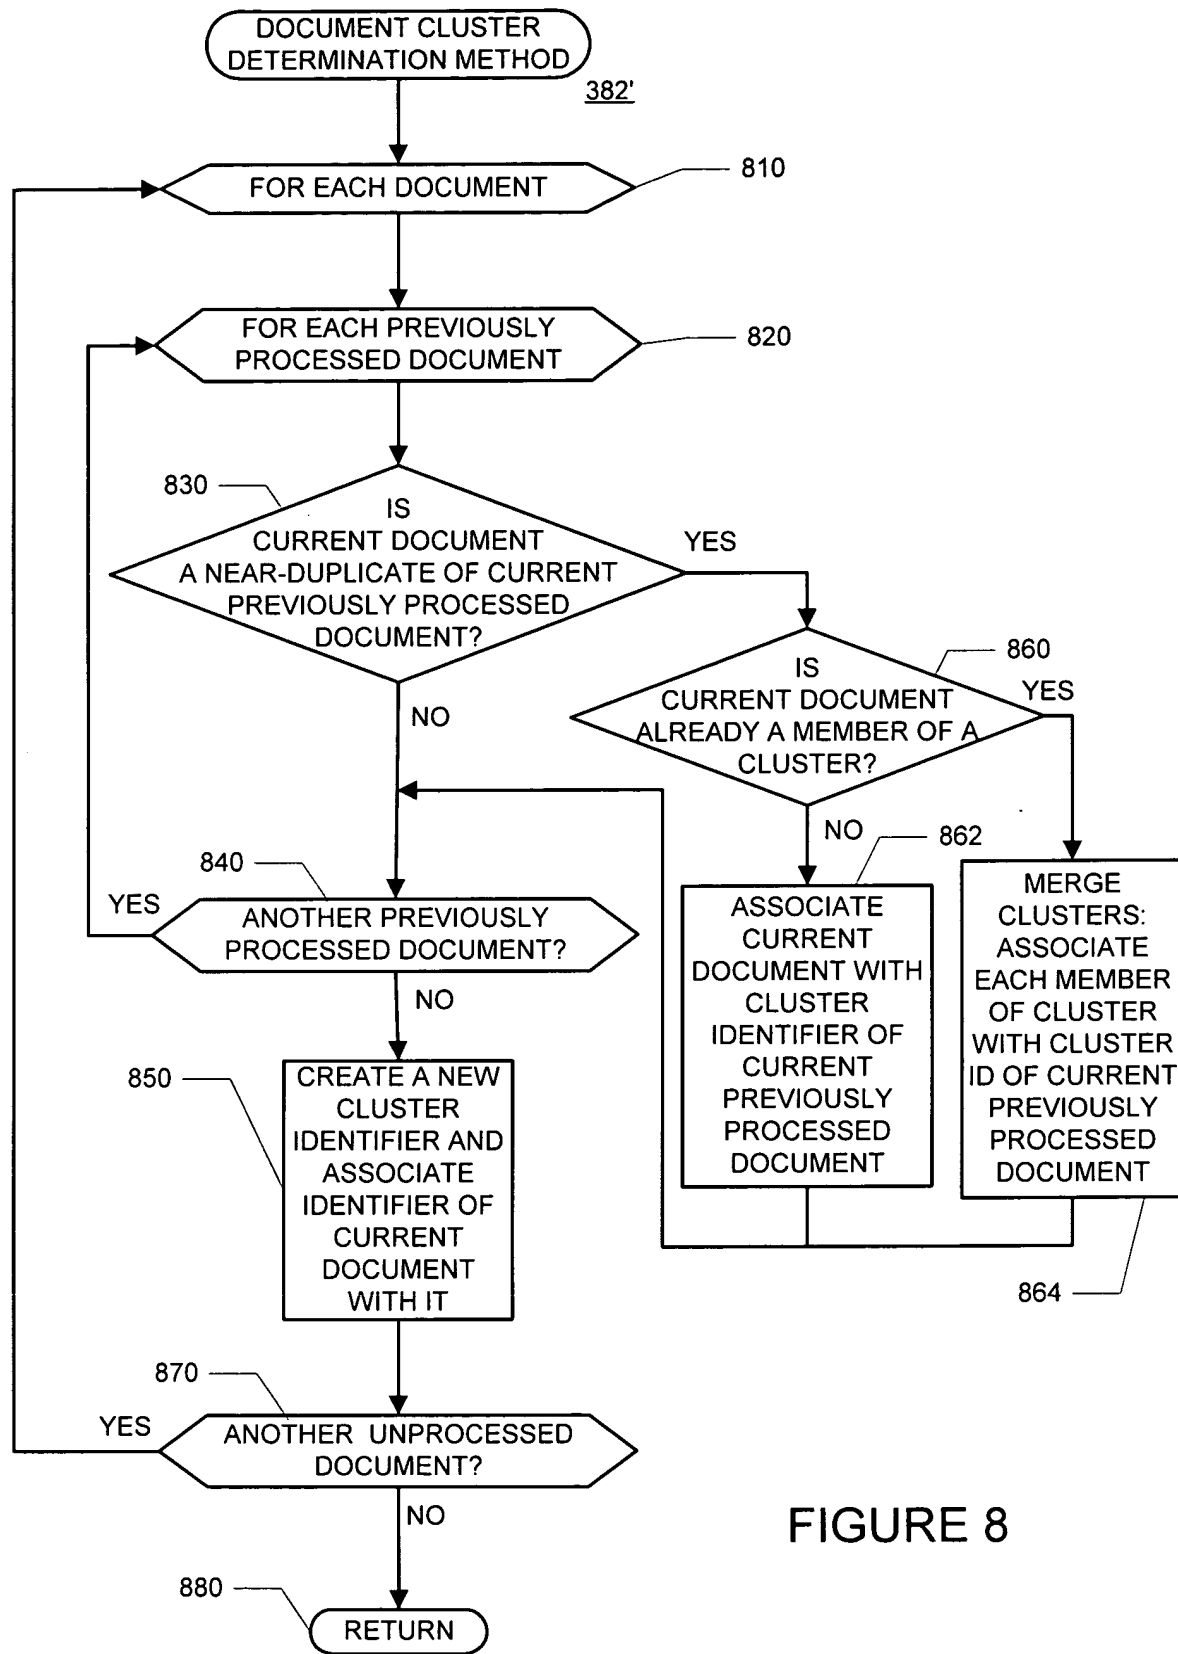 DOCUMENT CLUSTER
DETERMINATION METHOD
382'
FOR EACH DOCUMENT
810
FOR EACH PREVIOUSLY
PROCESSED DOCUMENT
820
830
IS
CURRENT DOCUMENT
A NEAR-DUPLICATE OF CURRENT
PREVIOUSLY PROCESSED
DOCUMENT?
YES
NO
860
IS
CURRENT DOCUMENT
ALREADY A MEMBER OF A
CLUSTER?
YES
NO
862
ASSOCIATE
CURRENT
DOCUMENT WITH
CLUSTER
IDENTIFIER OF
CURRENT
PREVIOUSLY
PROCESSED
DOCUMENT
MERGE
CLUSTERS:
ASSOCIATE
EACH MEMBER
OF CLUSTER
WITH CLUSTER
ID OF CURRENT
PREVIOUSLY
PROCESSED
DOCUMENT
864
840
YES
ANOTHER PREVIOUSLY
PROCESSED DOCUMENT?
NO
850
CREATE A NEW
CLUSTER
IDENTIFIER AND
ASSOCIATE
IDENTIFIER OF
CURRENT
DOCUMENT
WITH IT
870
YES
ANOTHER UNPROCESSED
DOCUMENT?
NO
880
RETURN
FIGURE 8